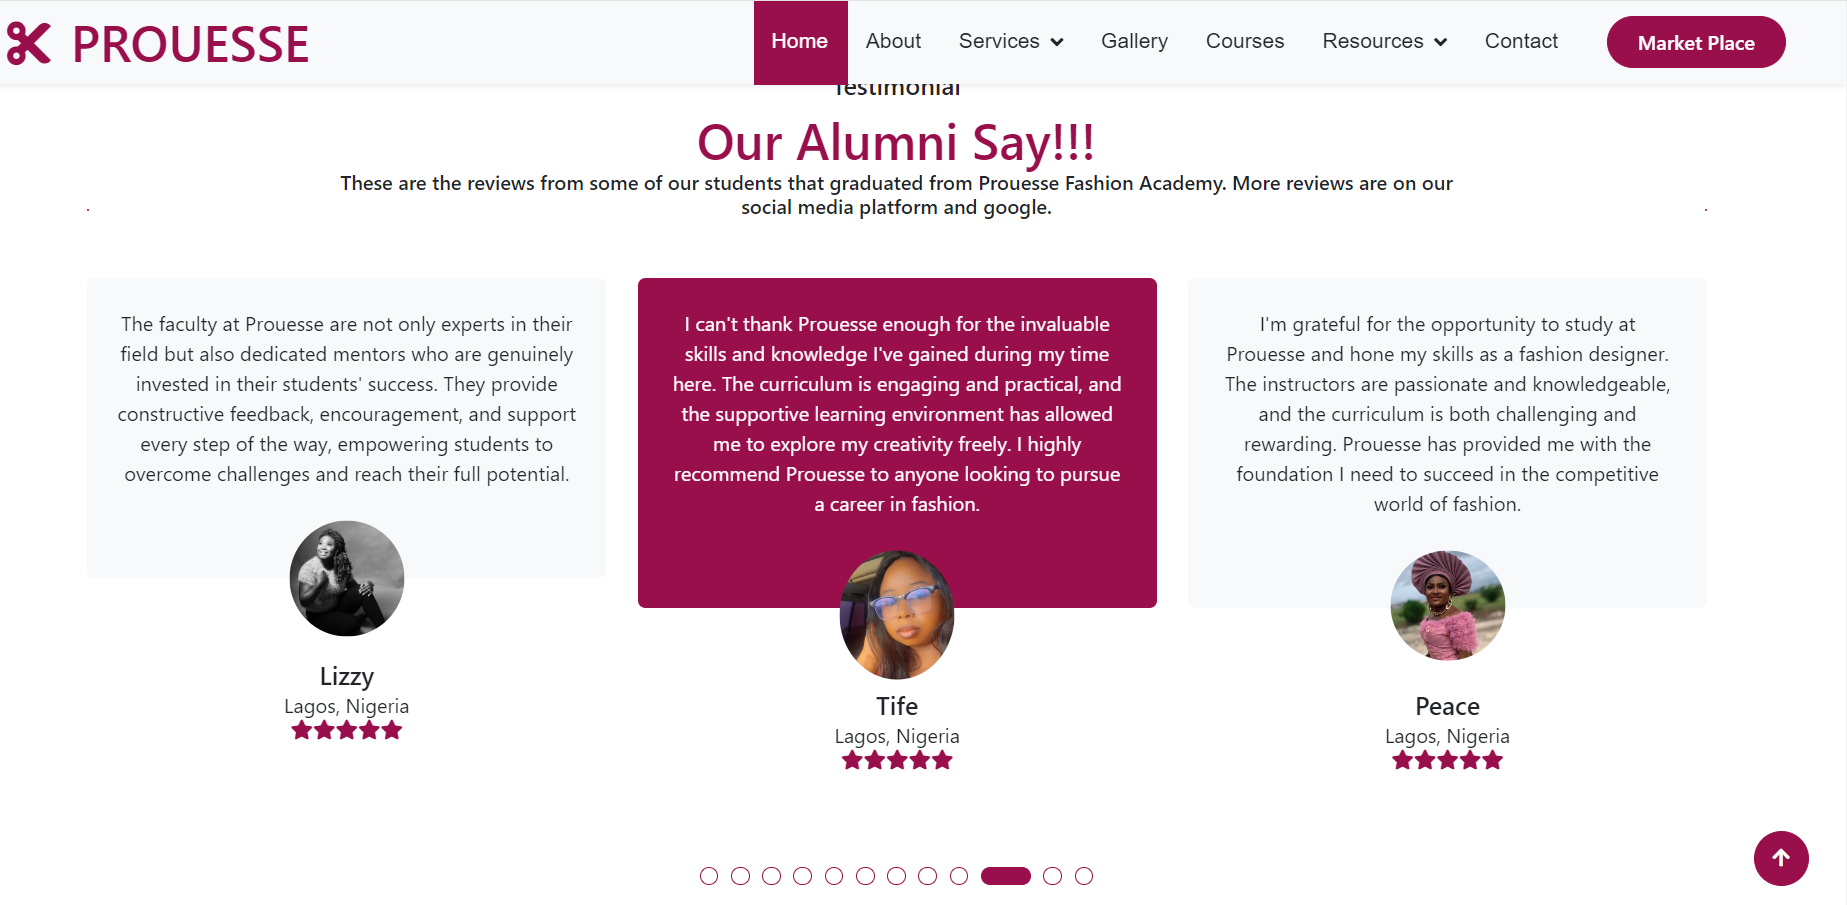 PROUESSE
Home About Services Gallery Courses Resources Contact Market Place
Testimonial
Our Alumni Say!!!
These are the reviews from some of our students that graduated from Prouesse Fashion Academy. More reviews are on our
social media platform and google.
The faculty at Prouesse are not only experts in their
field but also dedicated mentors who are genuinely
invested in their students' success. They provide
constructive feedback, encouragement, and support
every step of the way, empowering students to
overcome challenges and reach their full potential.
Lizzy
Lagos, Nigeria
I can't thank Prouesse enough for the invaluable
skills and knowledge I've gained during my time
here. The curriculum is engaging and practical, and
the supportive learning environment has allowed
me to explore my creativity freely. I highly
recommend Prouesse to anyone looking to pursue
a career in fashion.
Tife
Lagos, Nigeria
I'm grateful for the opportunity to study at
Prouesse and hone my skills as a fashion designer.
The instructors are passionate and knowledgeable,
and the curriculum is both challenging and
rewarding. Prouesse has provided me with the
foundation I need to succeed in the competitive
world of fashion.
Peace
Lagos, Nigeria